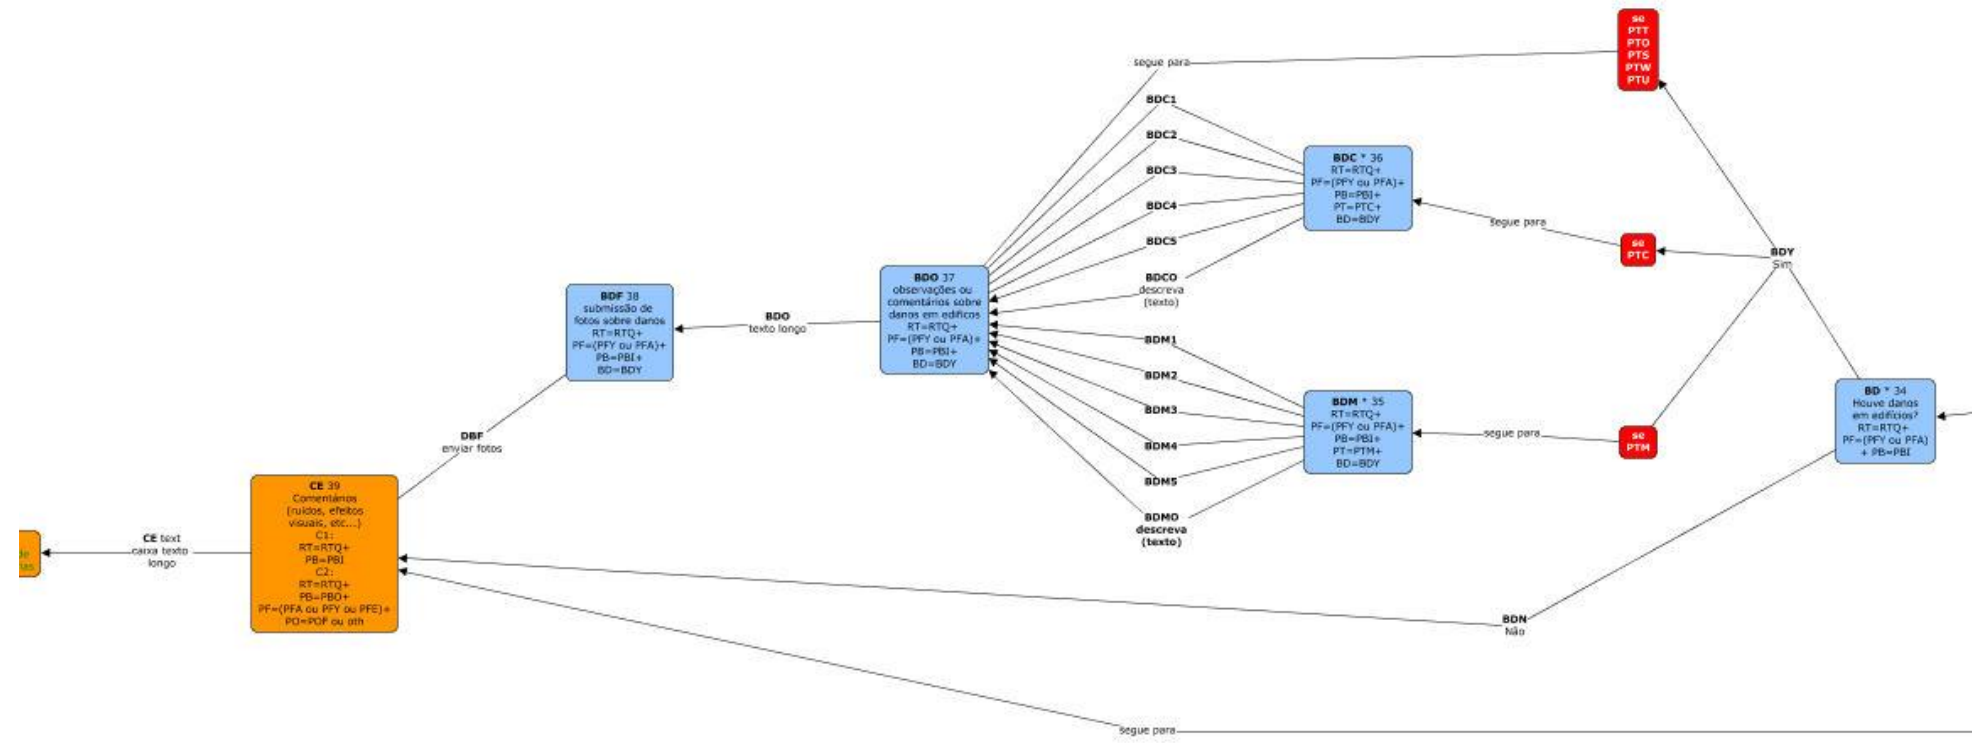 se
PTT
PTO
PTS
PTW
PTU
segue para
BDC1
BDC2
BDC3
BDC4
BDC5
BDCO
descreva
(texto)
BDC * 36
RT=RTQ+
PF=(PFY ou PFA)+
PB=PBI+
PT=PTC+
BD=BDY
segue para
se
PTC
BDY
Sim
BDO 37
observações ou
comentários sobre
danos em edificos
RT=RTQ+
PF=(PFY ou PFA)+
PB=PBI+
BD=BDY
BDF 38
submissão de
fotos sobre danos
RT=RTQ+
PF=(PFY ou PFA)+
PB=PBI+
BD=BDY
BDO
texto longo
BDM1
BDM2
BDM3
BDM4
BDM5
BDMO
descreva
(texto)
BDM * 35
RT=RTQ+
PF=(PFY ou PFA)+
PB=PBI+
PT=PTM+
BD=BDY
segue para
se
PTM
BD * 34
Houve danos
em edifícios?
RT=RTQ+
PF=(PFY ou PFA)
+ PB=PBI
DBF
enviar fotos
CE 39
Comentários
(ruídos, efeitos
visuais, etc...)
C1:
RT=RTQ+
PB=PBI
C2:
RT=RTQ+
PB=PBO+
PF=(PFA ou PFY ou PFE)+
PO=POF ou oth
CE text
caixa texto
longo
BDN
Não
segue para